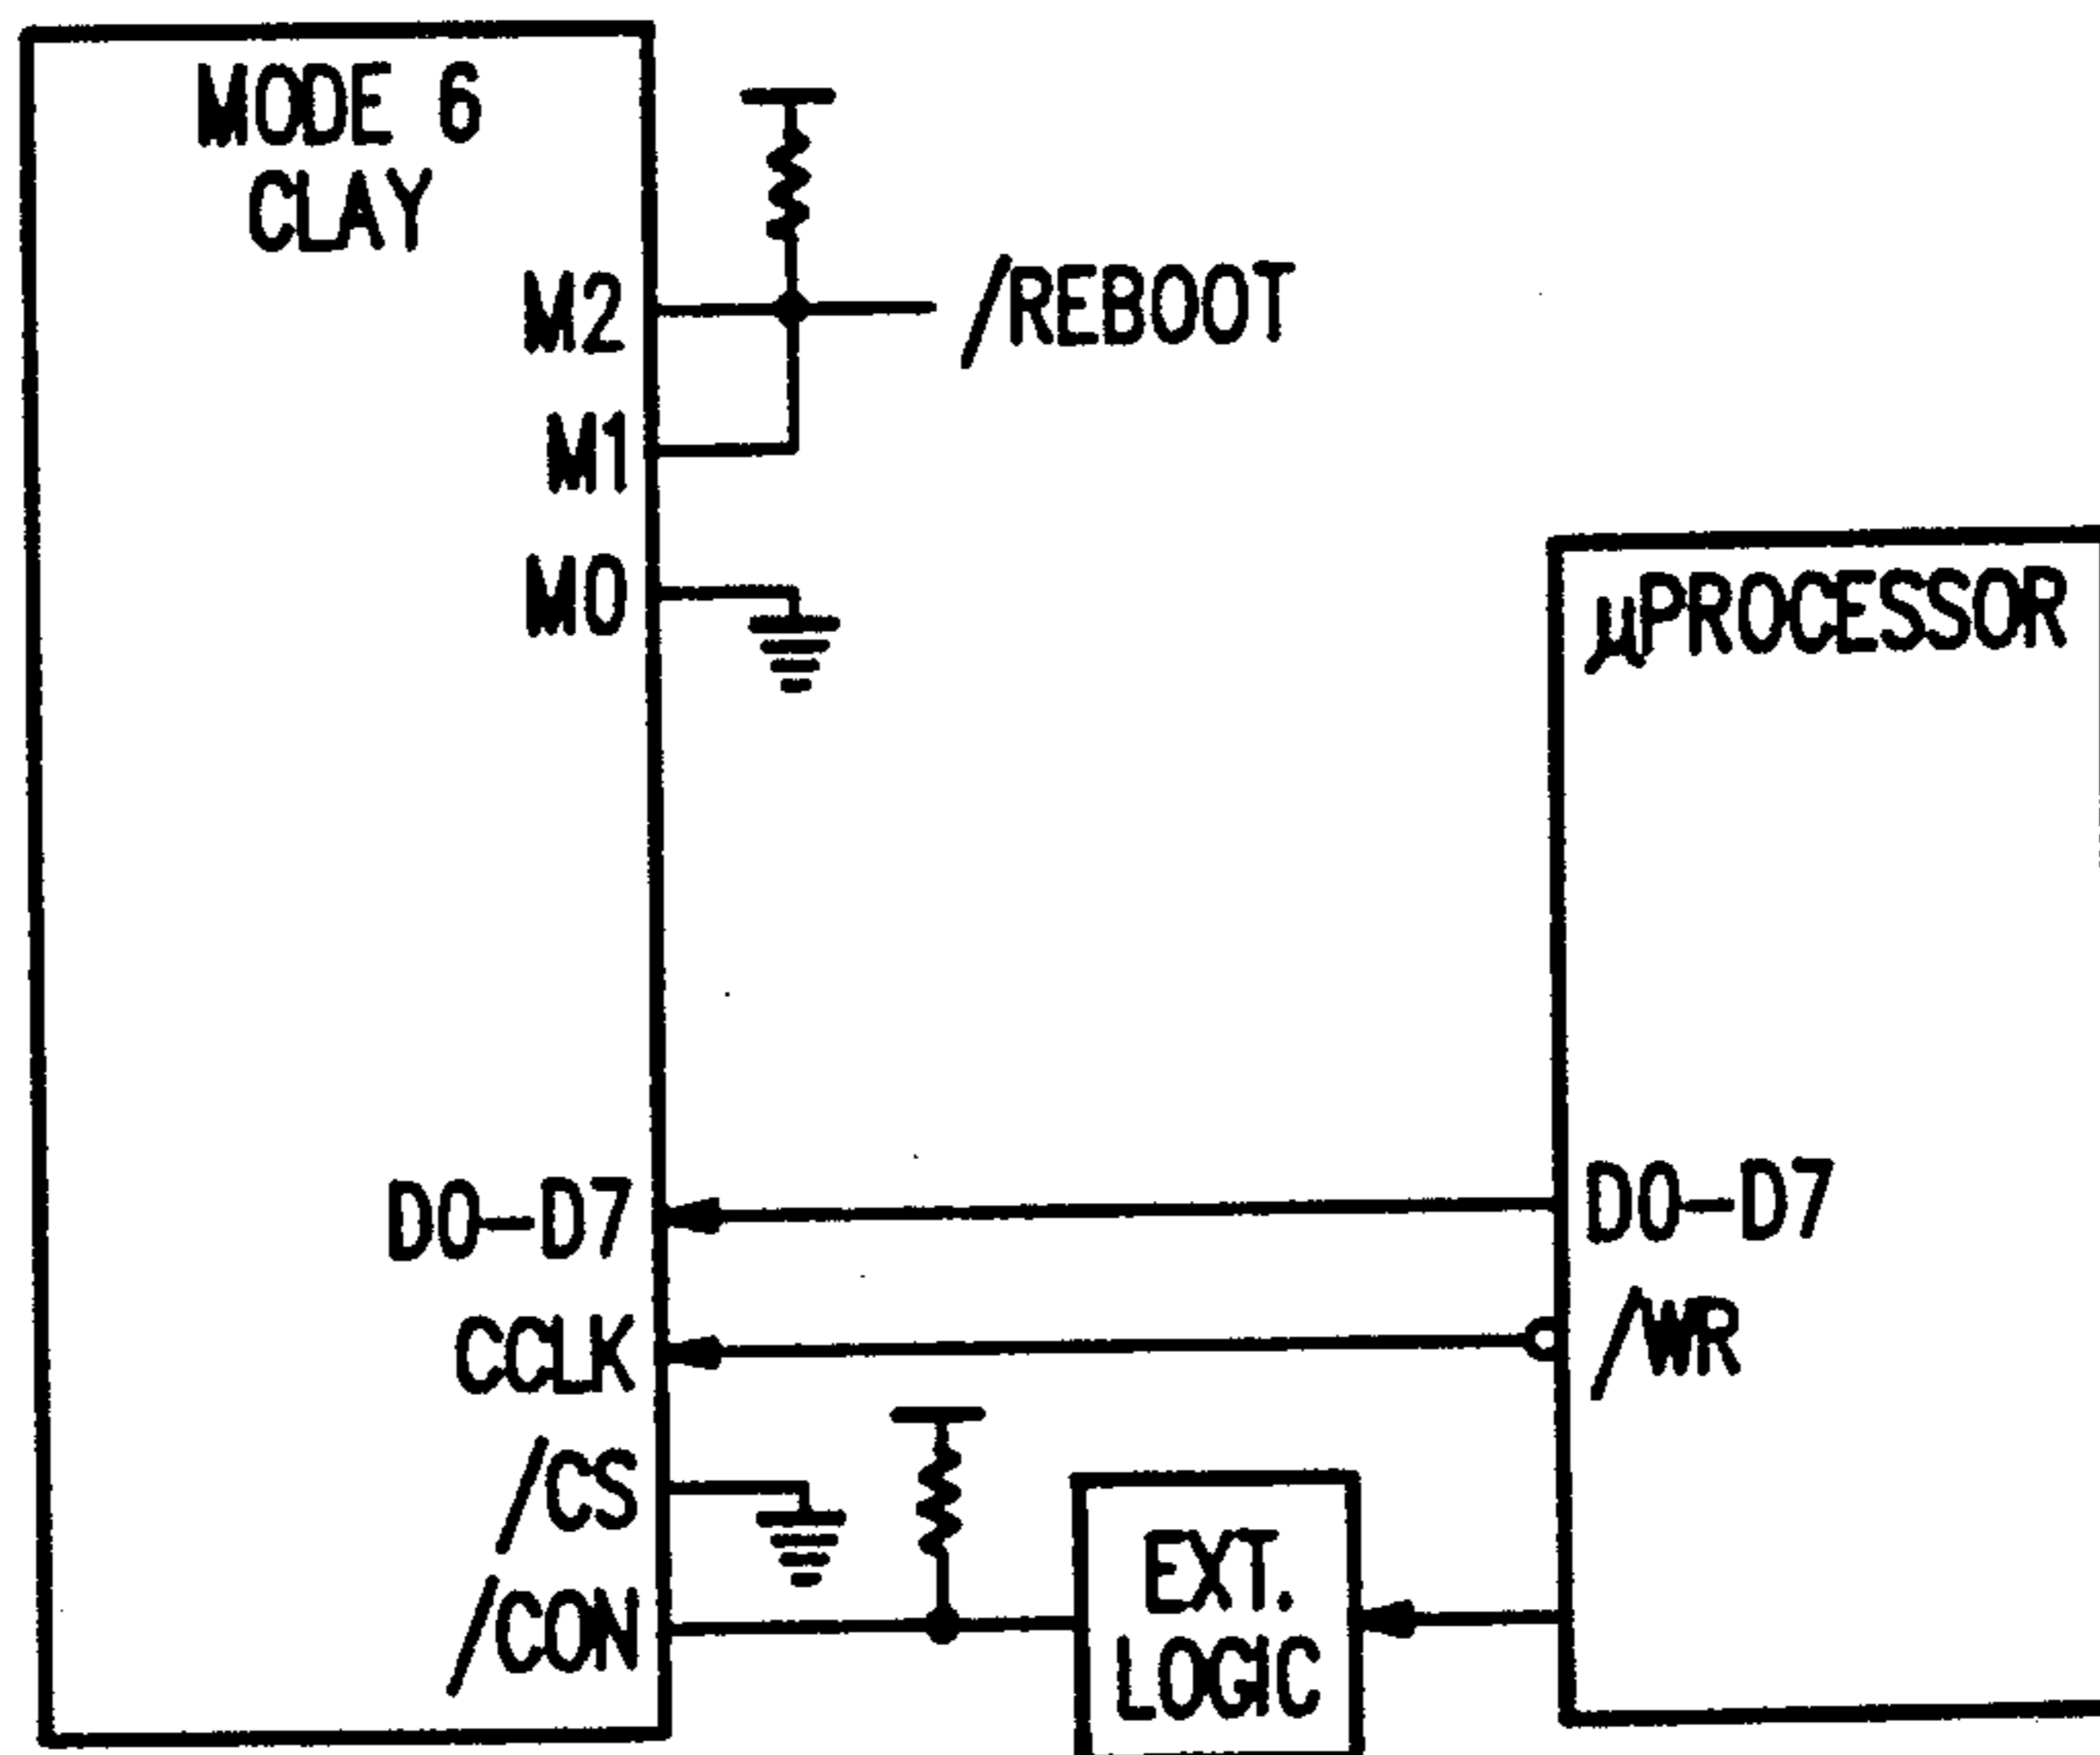 MODE 6
CLAY
M2
/REBOOT
M1
M0
µPROCESSOR
D0-D7
D0-D7
CCLK
/WR
/CS
/CON
EXT.
LOGIC